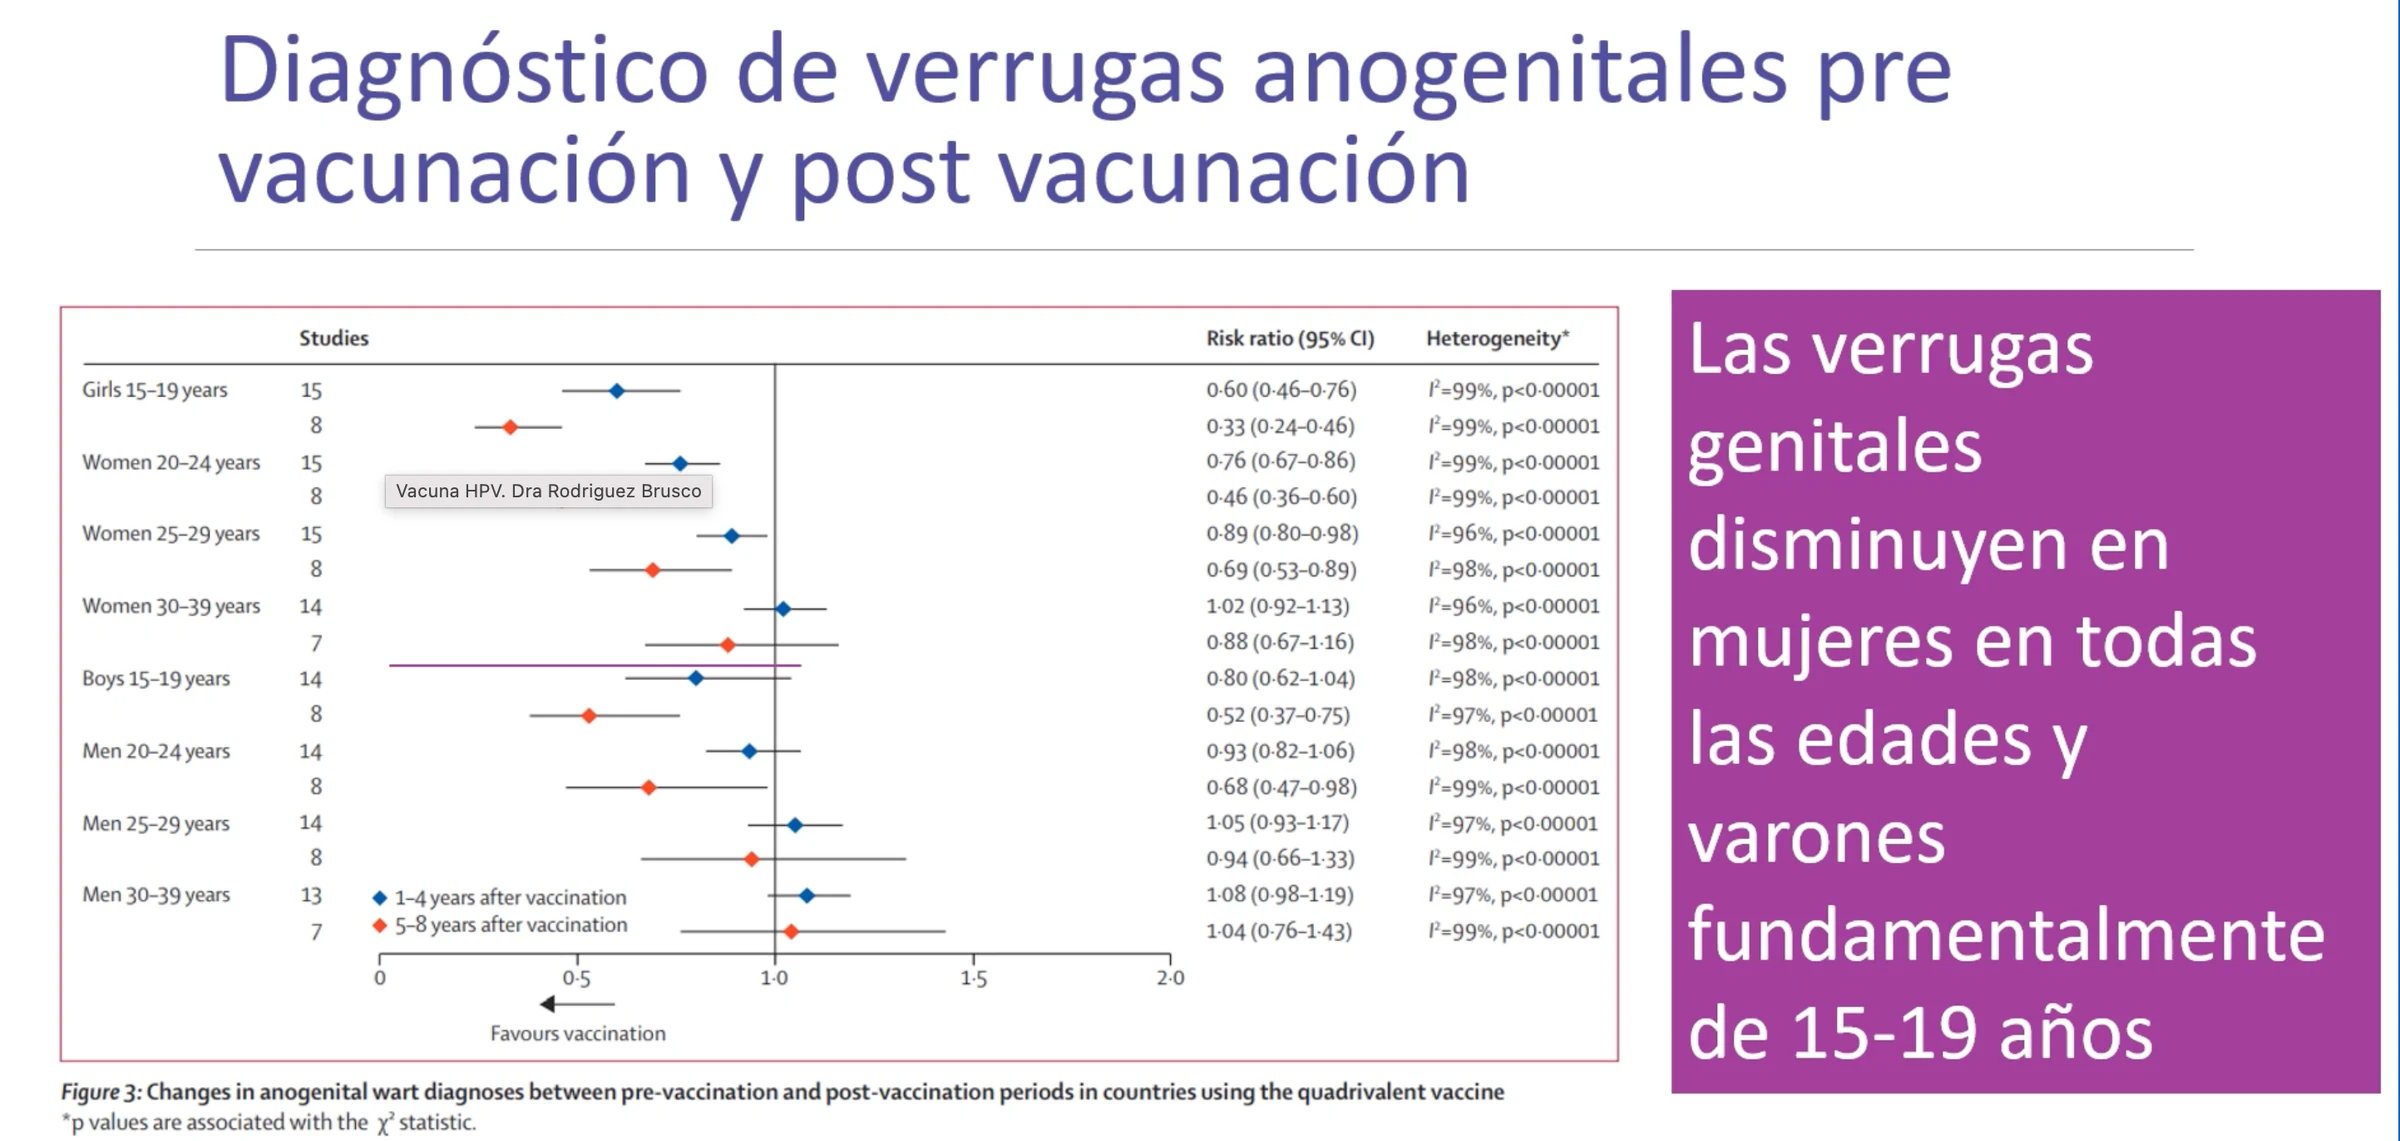 Diagnóstico de verrugas anogenitales pre
vacunación y post vacunación
Studies Risk ratio (95% CI) Heterogeneity*
Girls 15–19 years 15 0·60 (0·46–0·76) I²=99%, p<0·00001
8 0·33 (0·24–0·46) I²=99%, p<0·00001
Women 20–24 years 15 0·76 (0·67–0·86) I²=99%, p<0·00001
Vacuna HPV. Dra Rodriguez Brusco
8 0·46 (0·36–0·60) I²=99%, p<0·00001
Women 25–29 years 15 0·89 (0·80–0·98) I²=96%, p<0·00001
8 0·69 (0·53–0·89) I²=98%, p<0·00001
Women 30–39 years 14 1·02 (0·92–1·13) I²=96%, p<0·00001
7 0·88 (0·67–1·16) I²=98%, p<0·00001
Boys 15–19 years 14 0·80 (0·62–1·04) I²=98%, p<0·00001
8 0·52 (0·37–0·75) I²=97%, p<0·00001
Men 20–24 years 14 0·93 (0·82–1·06) I²=98%, p<0·00001
8 0·68 (0·47–0·98) I²=99%, p<0·00001
Men 25–29 years 14 1·05 (0·93–1·17) I²=97%, p<0·00001
8 0·94 (0·66–1·33) I²=99%, p<0·00001
Men 30–39 years 13 1·08 (0·98–1·19) I²=97%, p<0·00001
7 1·04 (0·76–1·43) I²=99%, p<0·00001
1–4 years after vaccination
5–8 years after vaccination
0 0·5 1·0 1·5 2·0
Favours vaccination
Figure 3: Changes in anogenital wart diagnoses between pre-vaccination and post-vaccination periods in countries using the quadrivalent vaccine
*p values are associated with the χ² statistic.
Las verrugas
genitales
disminuyen en
mujeres en todas
las edades y
varones
fundamentalmente
de 15-19 años